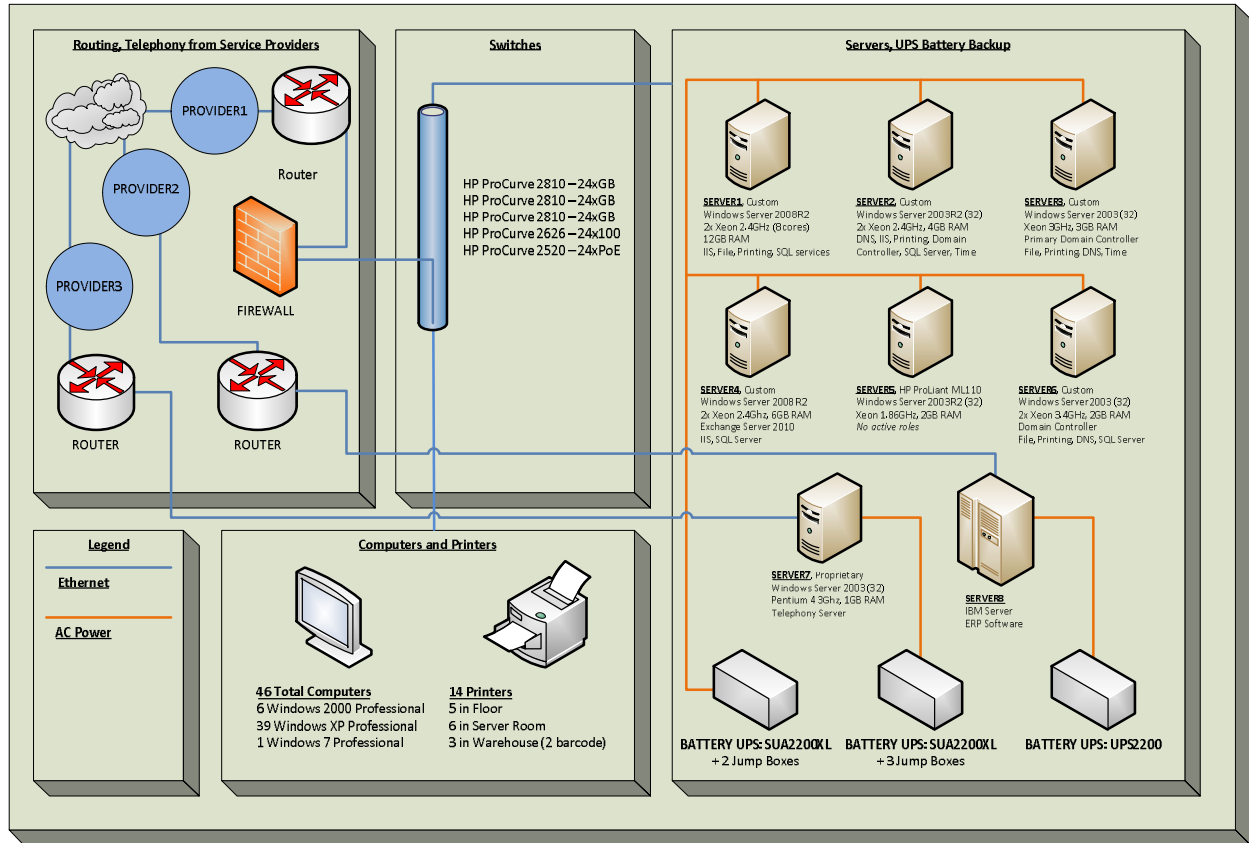 Routing, Telephony from Service Providers
PROVIDER1
Router
PROVIDER2
PROVIDER3
FIREWALL
ROUTER
ROUTER
Switches
HP ProCurve 2810 – 24xGB
HP ProCurve 2810 – 24xGB
HP ProCurve 2810 – 24xGB
HP ProCurve 2626 – 24x100
HP ProCurve 2520 – 24xPoE
Servers, UPS Battery Backup
SERVER1, Custom
Windows Server 2008R2
2x Xeon 2.4GHz (8 cores)
12GB RAM
IIS, File, Printing, SQL services
SERVER2, Custom
Windows Server 2003R2 (32)
2x Xeon 2.4GHz, 4GB RAM
DNS, IIS, Printing, Domain
Controller, SQL Server, Time
SERVER3, Custom
Windows Server 2003 (32)
Xeon 3GHz, 3GB RAM
Primary Domain Controller
File, Printing, DNS, Time
SERVER4, Custom
Windows Server 2008 R2
2x Xeon 2.4Ghz, 6GB RAM
Exchange Server 2010
IIS, SQL Server
SERVER5, HP ProLiant ML110
Windows Server 2003R2 (32)
Xeon 1.86GHz, 2GB RAM
No active roles
SERVER6, Custom
Windows Server 2003 (32)
2x Xeon 3.4GHz, 2GB RAM
Domain Controller
File, Printing, DNS, SQL Server
SERVER7, Proprietary
Windows Server 2003 (32)
Pentium 4 3Ghz, 1GB RAM
Telephony Server
SERVER8
IBM Server
ERP Software
BATTERY UPS: SUA2200XL
+ 2 Jump Boxes
BATTERY UPS: SUA2200XL
+ 3 Jump Boxes
BATTERY UPS: UPS2200
Legend
Ethernet
AC Power
Computers and Printers
46 Total Computers
6 Windows 2000 Professional
39 Windows XP Professional
1 Windows 7 Professional
14 Printers
5 in Floor
6 in Server Room
3 in Warehouse (2 barcode)